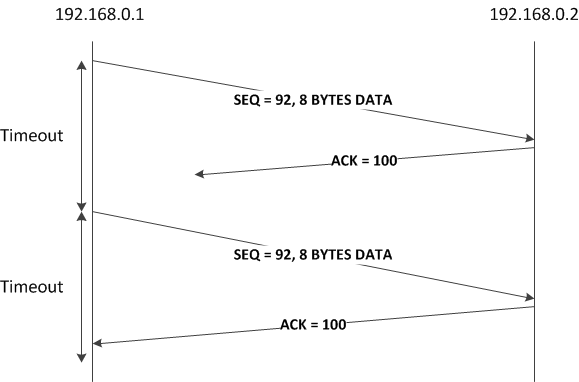 192.168.0.1
192.168.0.2
SEQ = 92, 8 BYTES DATA
Timeout
ACK = 100
SEQ = 92, 8 BYTES DATA
Timeout
ACK = 100